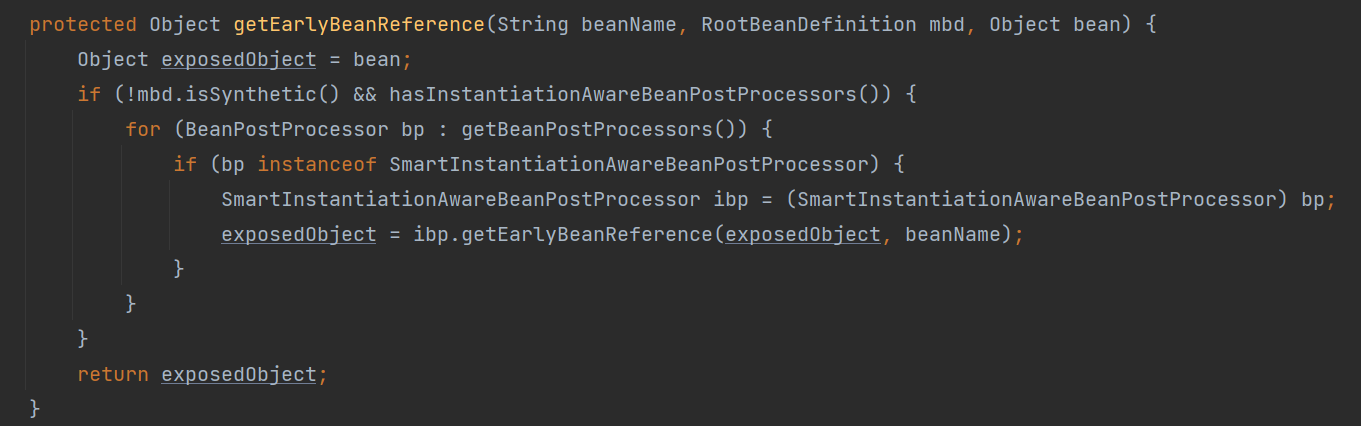 protected Object getEarlyBeanReference(String beanName, RootBeanDefinition mbd, Object bean) {
    Object exposedObject = bean;
    if (!mbd.isSynthetic() && hasInstantiationAwareBeanPostProcessors()) {
        for (BeanPostProcessor bp : getBeanPostProcessors()) {
            if (bp instanceof SmartInstantiationAwareBeanPostProcessor) {
                SmartInstantiationAwareBeanPostProcessor ibp = (SmartInstantiationAwareBeanPostProcessor) bp;
                exposedObject = ibp.getEarlyBeanReference(exposedObject, beanName);
            }
        }
    }
    return exposedObject;
}